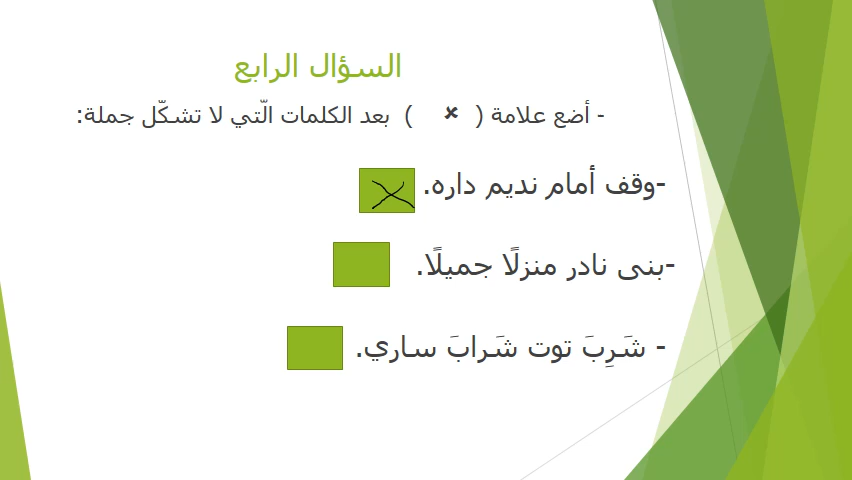 السؤال الرابع
- أضع علامة ( × ) بعد الكلمات الّتي لا تشكّل جملة:
-وقف أمام نديم داره. ×
-بنى نادر منزلًا جميلًا.
- شَرِبَ توت شَرابَ ساري.